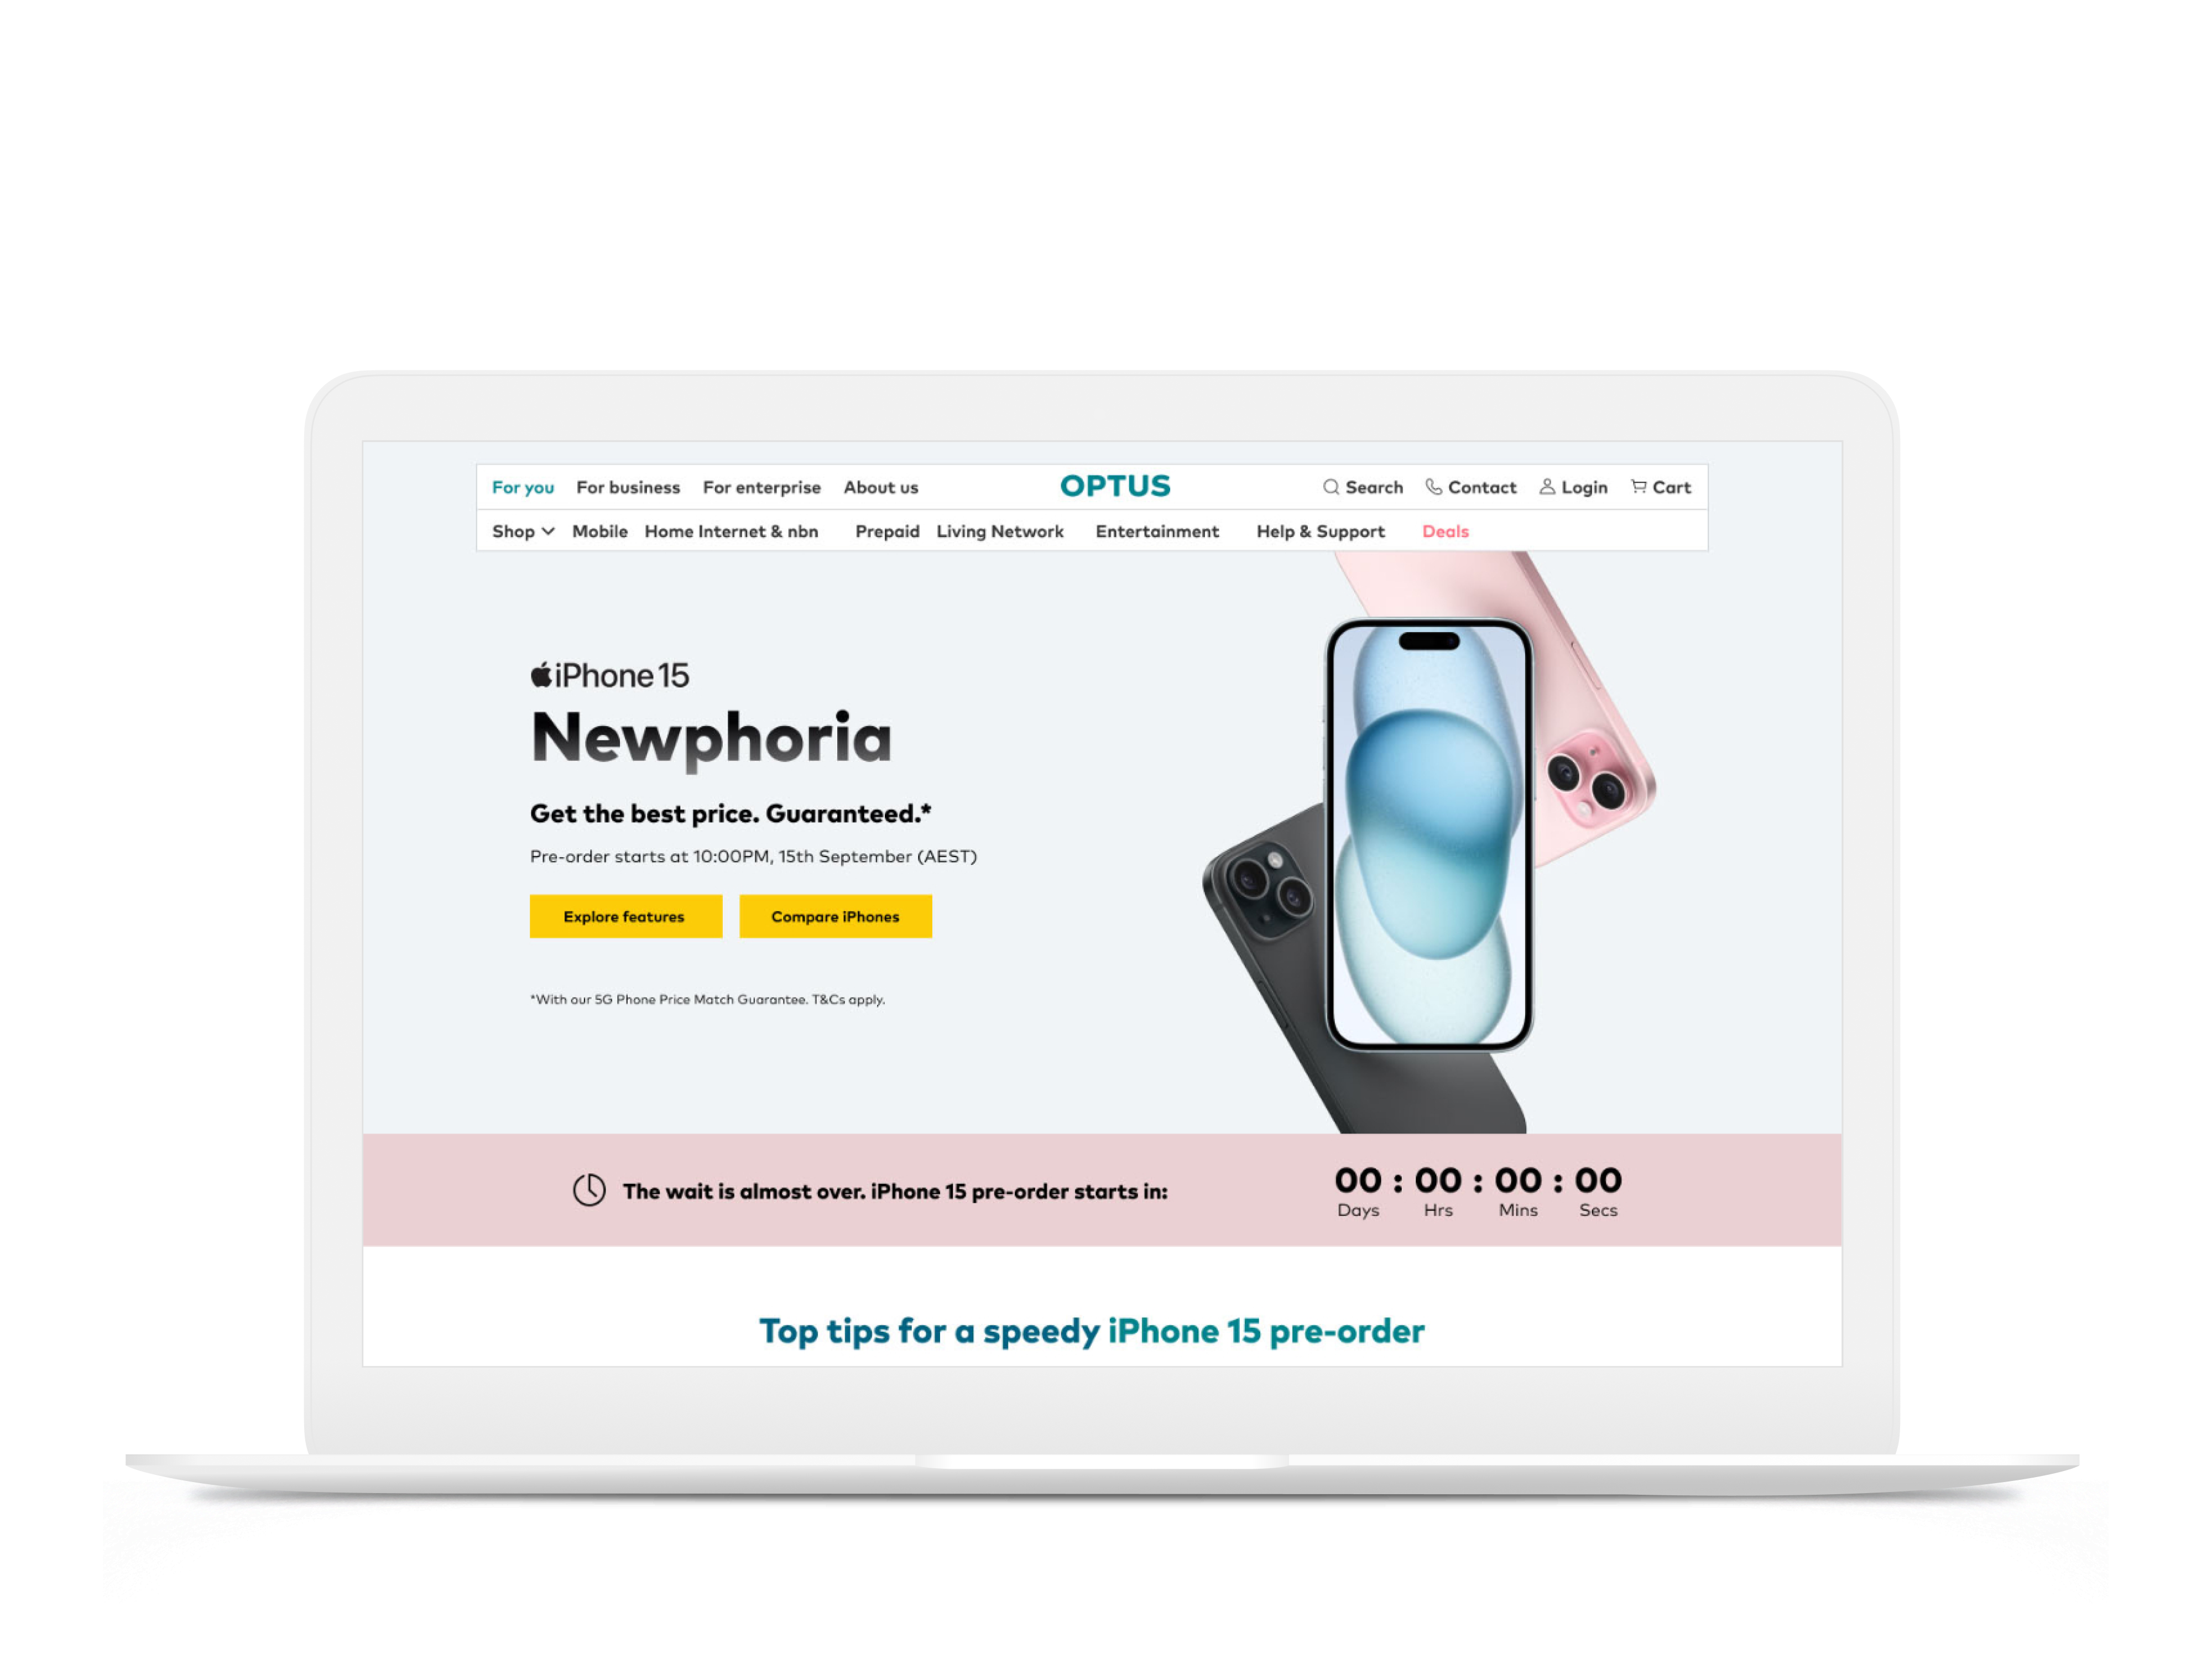 For you For business For enterprise About us OPTUS Search Contact Login Cart
Shop Mobile Home Internet & nbn Prepaid Living Network Entertainment Help & Support Deals
iPhone 15
Newphoria
Get the best price. Guaranteed.*
Pre-order starts at 10:00PM, 15th September (AEST)
Explore features Compare iPhones
*With our 5G Phone Price Match Guarantee. T&Cs apply.
The wait is almost over. iPhone 15 pre-order starts in:
00 : 00 : 00 : 00
Days Hrs Mins Secs
Top tips for a speedy iPhone 15 pre-order